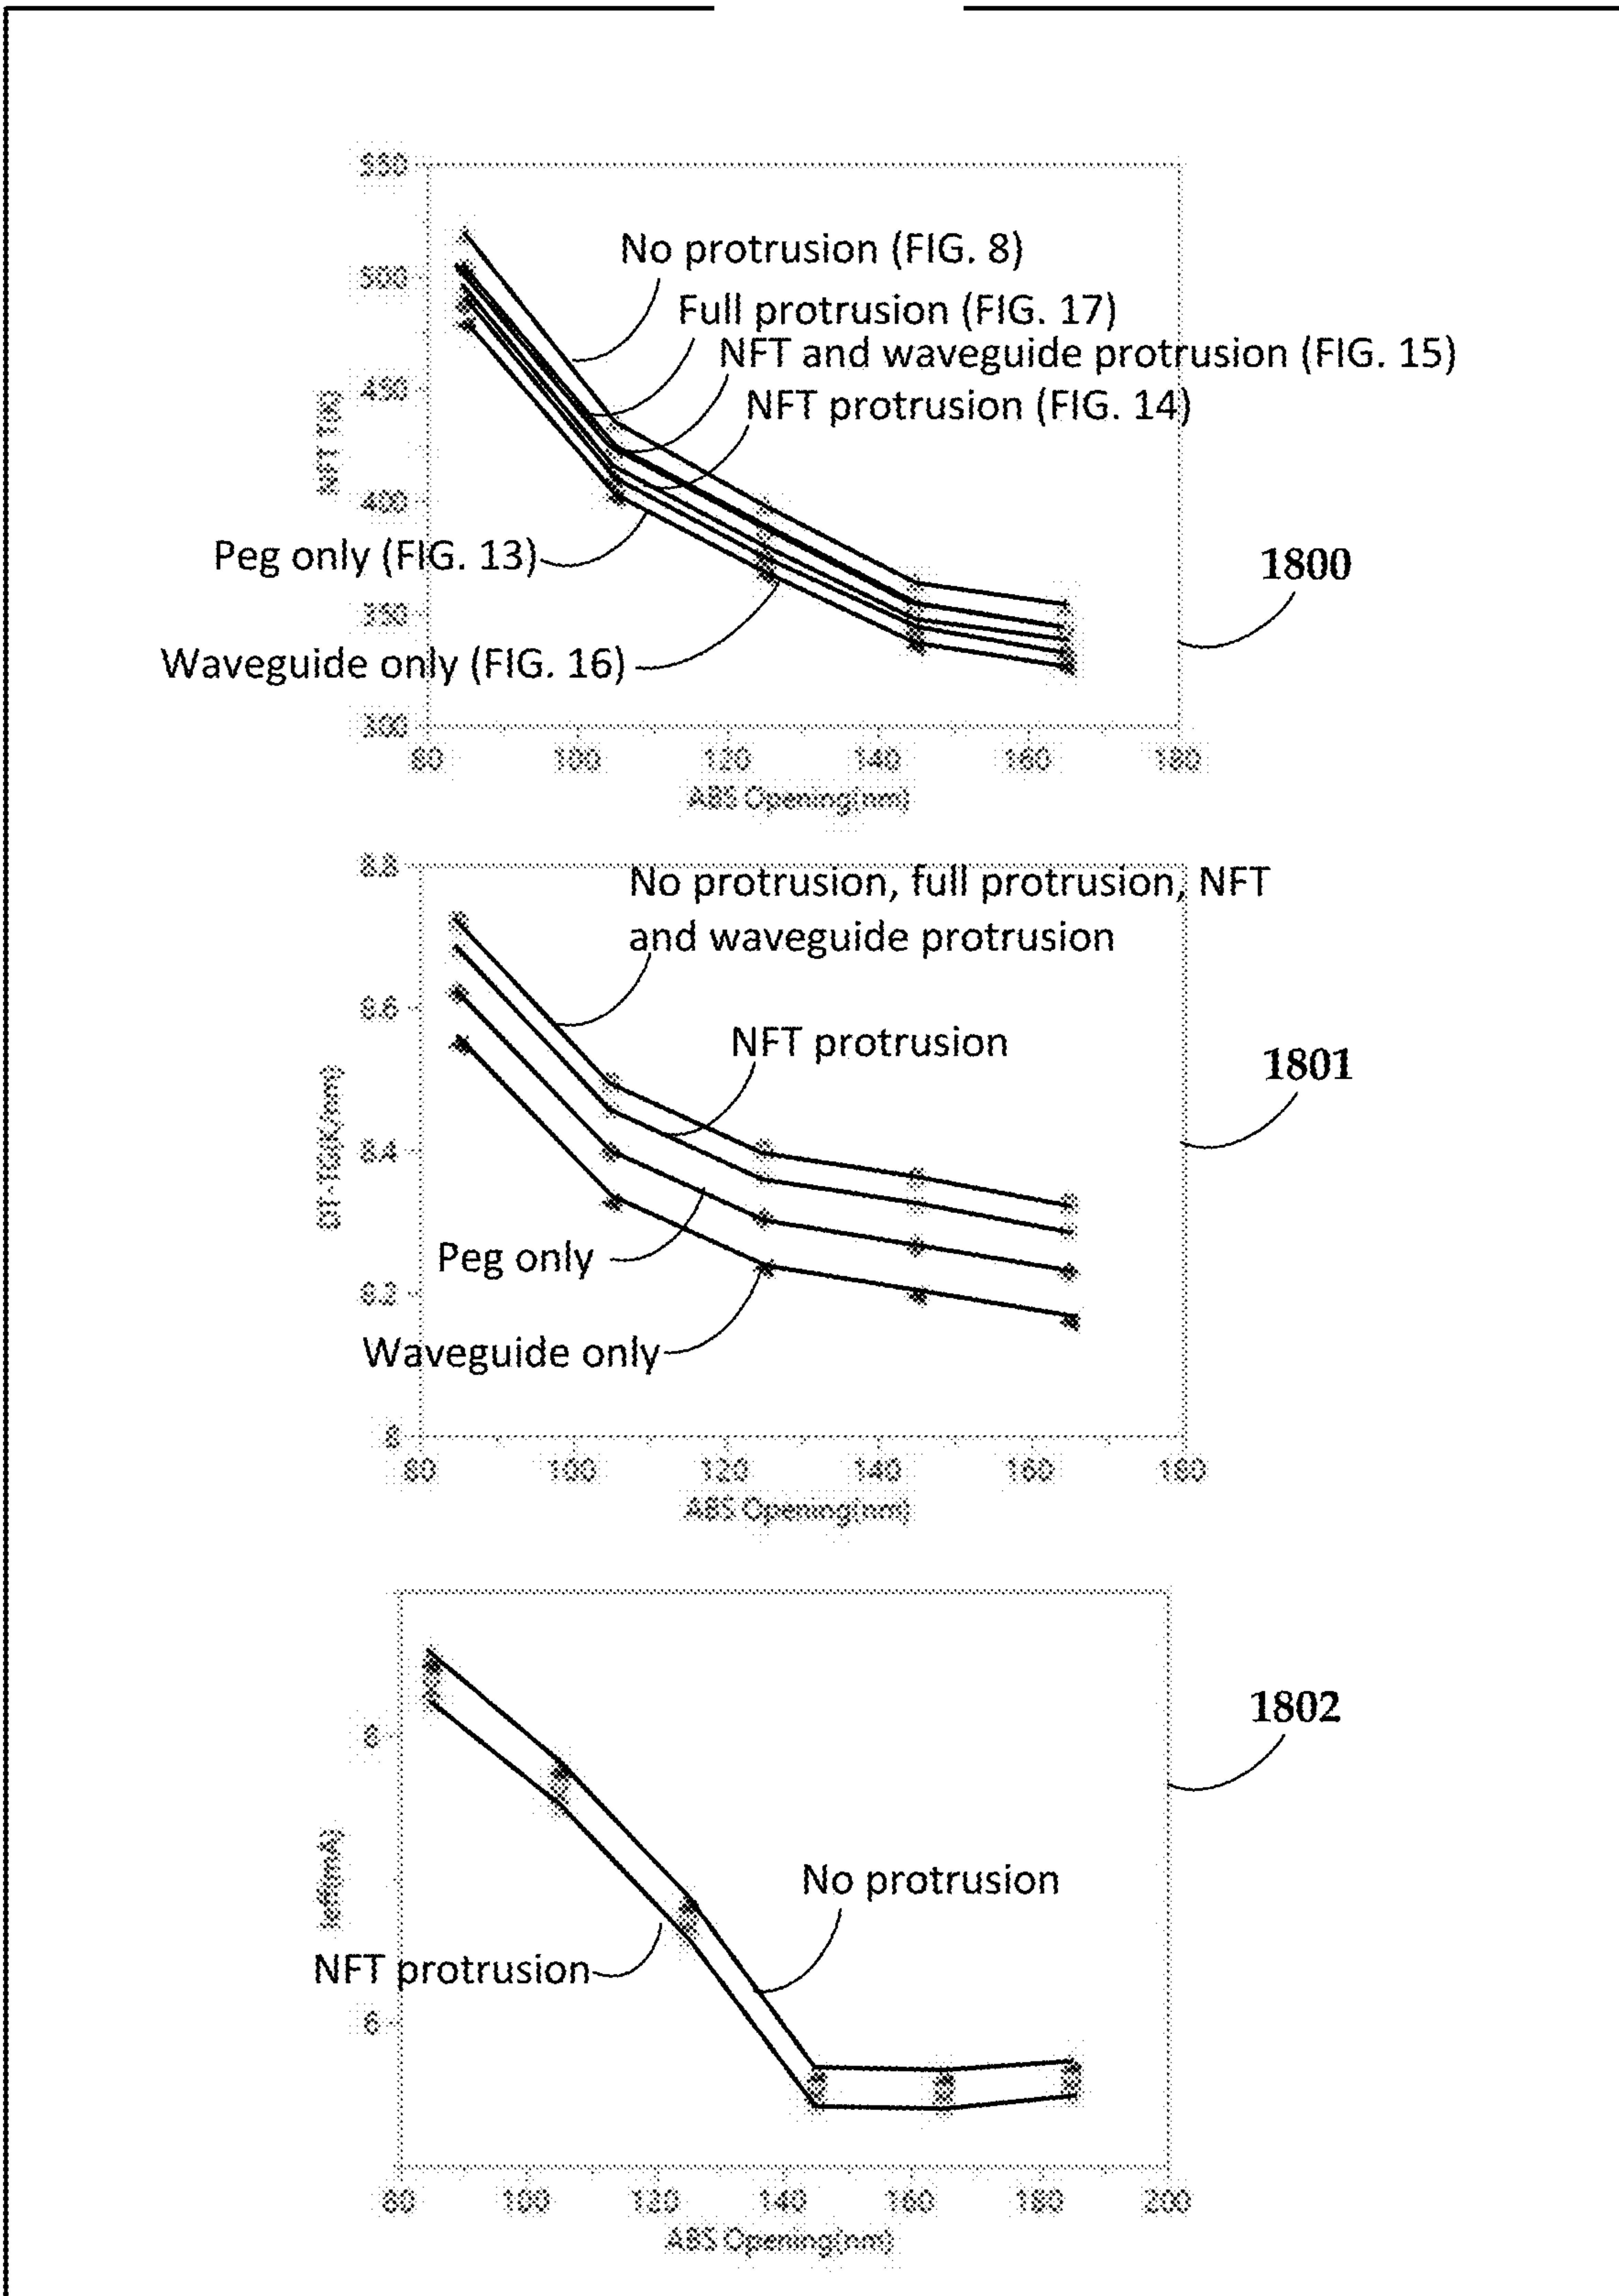 550
No protrusion (FIG. 8)
500
Full protrusion (FIG. 17)
NFT and waveguide protrusion (FIG. 15)
450
NFT protrusion (FIG. 14)
NFT T(K)
400
Peg only (FIG. 13)
1800
350
Waveguide only (FIG. 16)
300
80 100 120 140 160 180
ABS Opening(nm)
8.8
No protrusion, full protrusion, NFT
and waveguide protrusion
8.6
NFT protrusion
1801
DT-TG(K/nm)
8.4
Peg only
8.2
Waveguide only
8
80 100 120 140 160 180
ABS Opening(nm)
1802
8
No protrusion
NFT protrusion
6
80 100 120 140 160 180 200
ABS Opening(nm)